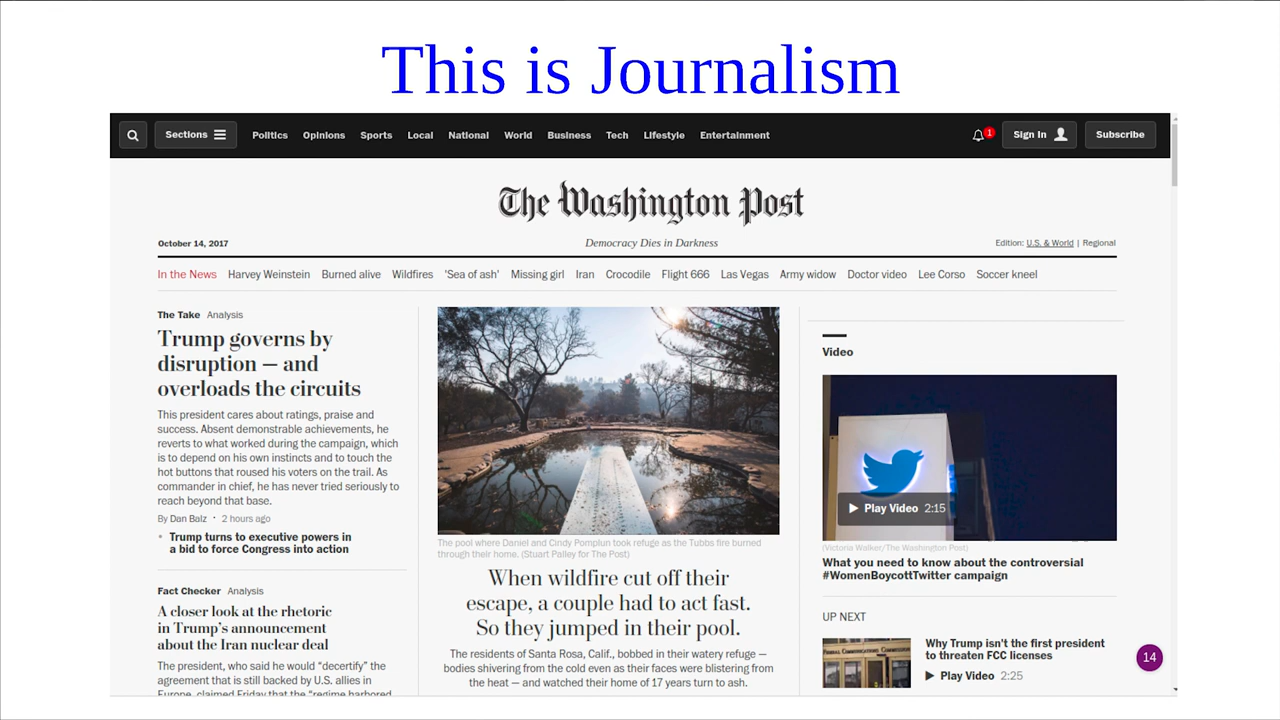 This is Journalism
Sections
Politics Opinions Sports Local National World Business Tech Lifestyle Entertainment
1
Sign In
Subscribe
The Washington Post
October 14, 2017
Democracy Dies in Darkness
Edition: U.S. & World | Regional
In the News Harvey Weinstein Burned alive Wildfires 'Sea of ash' Missing girl Iran Crocodile Flight 666 Las Vegas Army widow Doctor video Lee Corso Soccer kneel
The Take Analysis
Trump governs by
disruption — and
overloads the circuits
This president cares about ratings, praise and
success. Absent demonstrable achievements, he
reverts to what worked during the campaign, which
is to depend on his own instincts and to touch the
hot buttons that roused his voters on the trail. As
commander in chief, he has never tried seriously to
reach beyond that base.
By Dan Balz • 2 hours ago
• Trump turns to executive powers in
a bid to force Congress into action
Fact Checker Analysis
A closer look at the rhetoric
in Trump's announcement
about the Iran nuclear deal
The president, who said he would “decertify” the
agreement that is still backed by U.S. allies in
Europe, claimed Friday that the “regime harbored
The pool where Daniel and Cindy Pomplun took refuge as the Tubbs fire burned
through their home. (Stuart Palley for The Post)
When wildfire cut off their
escape, a couple had to act fast.
So they jumped in their pool.
The residents of Santa Rosa, Calif., bobbed in their watery refuge —
bodies shivering from the cold even as their faces were blistering from
the heat — and watched their home of 17 years turn to ash.
Video
Play Video 2:15
(Victoria Walker/The Washington Post)
What you need to know about the controversial
#WomenBoycottTwitter campaign
UP NEXT
FEDERAL COMMUNICATIONS COMMISSION
Why Trump isn't the first president
to threaten FCC licenses
Play Video 2:25
14